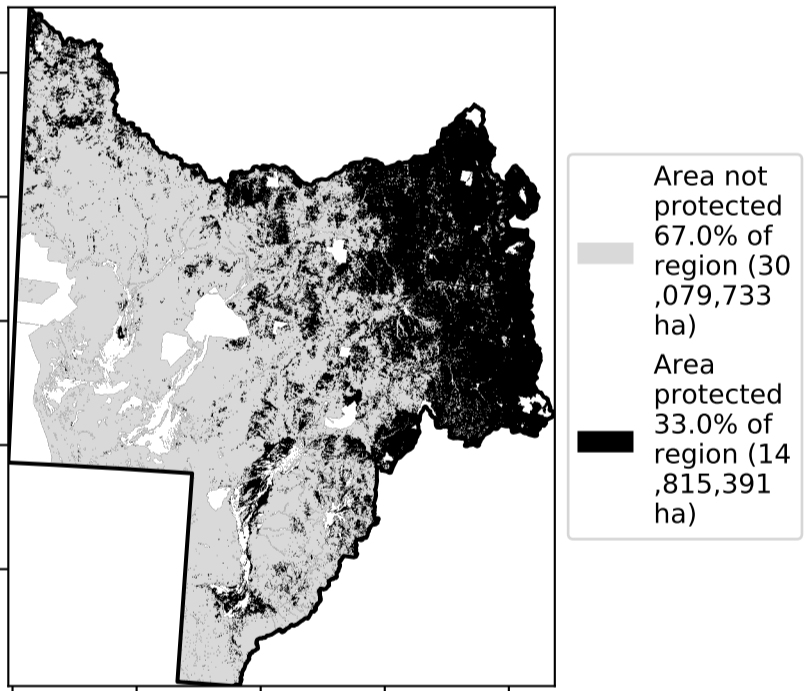 Area not
protected
67.0% of
region (30
,079,733
ha)
Area
protected
33.0% of
region (14
,815,391
ha)